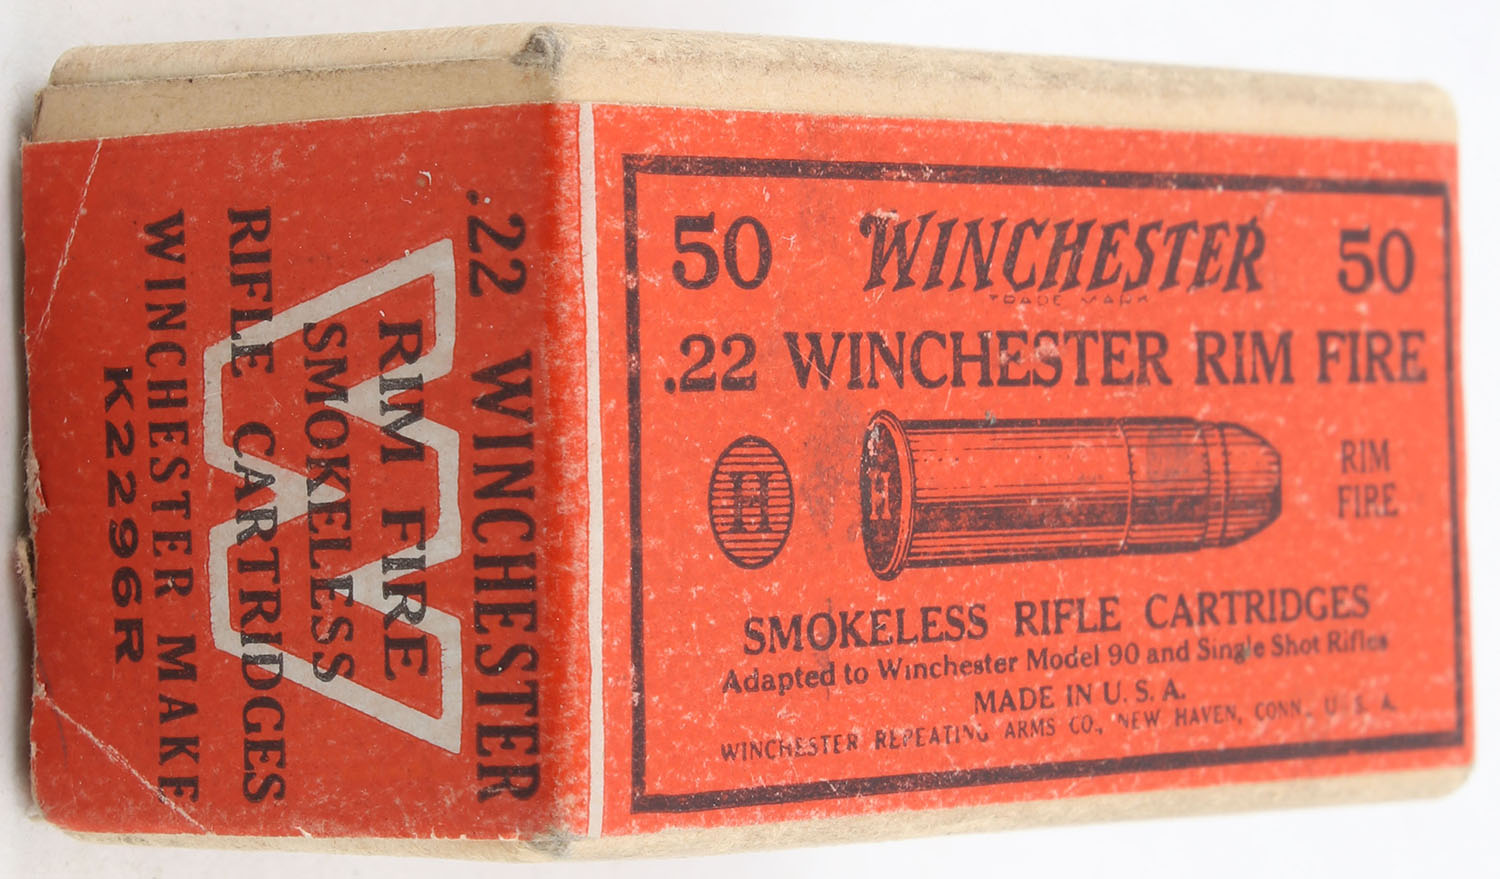 50 WINCHESTER 50
TRADE MARK
.22 WINCHESTER RIM FIRE
H
H
RIM
FIRE
SMOKELESS RIFLE CARTRIDGES
Adapted to Winchester Model 90 and Single Shot Rifles
MADE IN U. S. A.
WINCHESTER REPEATING ARMS CO., NEW HAVEN, CONN., U. S. A.
.22 WINCHESTER
RIM FIRE
SMOKELESS
RIFLE CARTRIDGES
WINCHESTER MAKE
K2296R
W